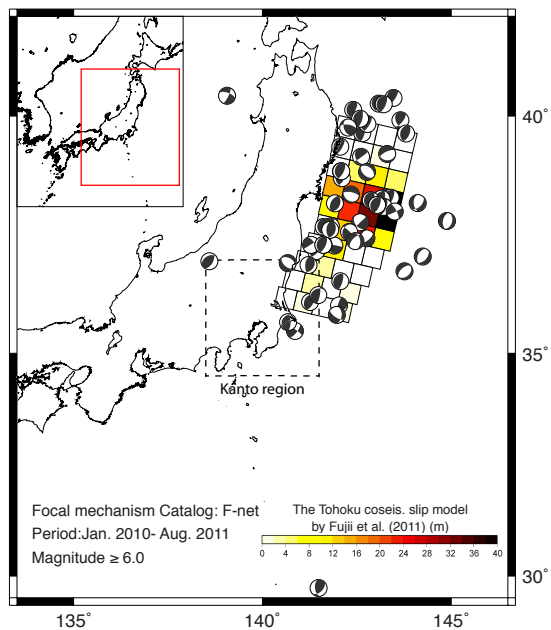 40˚
35˚
Kanto region
Focal mechanism Catalog: F-net
Period:Jan. 2010- Aug. 2011
Magnitude ≥ 6.0
The Tohoku coseis. slip model
by Fujii et al. (2011) (m)
0 4 8 12 16 20 24 28 32 36 40
30˚
135˚ 140˚ 145˚